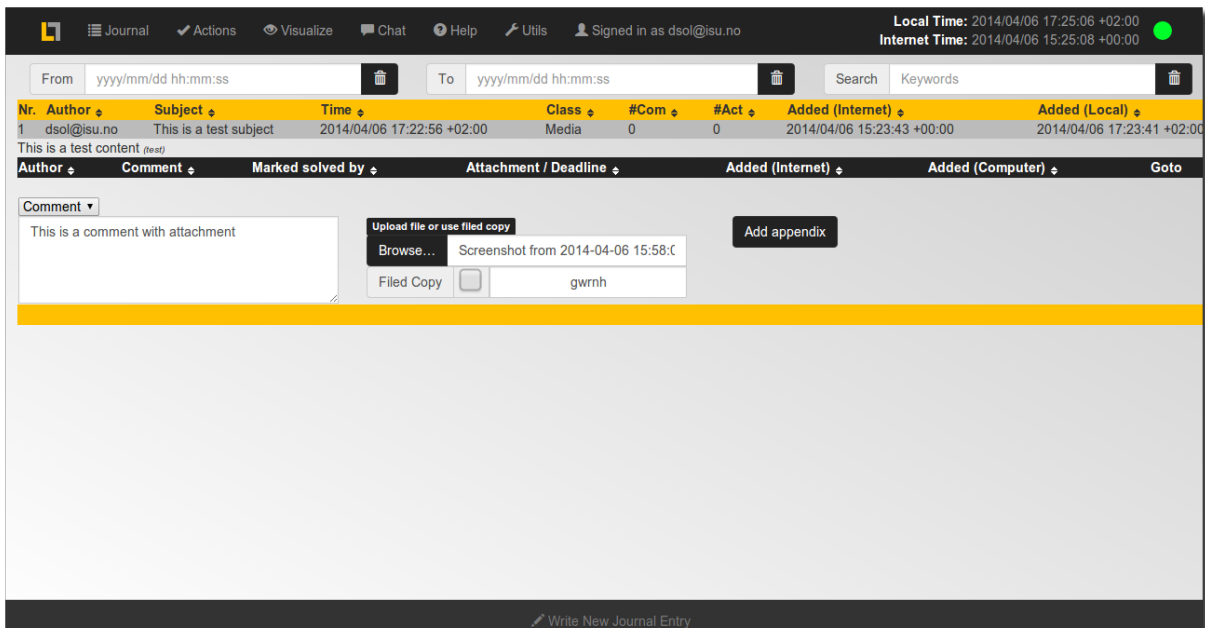 Journal Actions Visualize Chat Help Utils Signed in as dsol@isu.no
Local Time: 2014/04/06 17:25:06 +02:00
Internet Time: 2014/04/06 15:25:08 +00:00
From yyyy/mm/dd hh:mm:ss To yyyy/mm/dd hh:mm:ss Search Keywords
Nr. Author Subject Time Class #Com #Act Added (Internet) Added (Local)
1 dsol@isu.no This is a test subject 2014/04/06 17:22:56 +02:00 Media 0 0 2014/04/06 15:23:43 +00:00 2014/04/06 17:23:41 +02:00
This is a test content (test)
Author Comment Marked solved by Attachment / Deadline Added (Internet) Added (Computer) Goto
Comment
This is a comment with attachment
Upload file or use filed copy
Browse... Screenshot from 2014-04-06 15:58:0
Filed Copy gwrnh
Add appendix
Write New Journal Entry